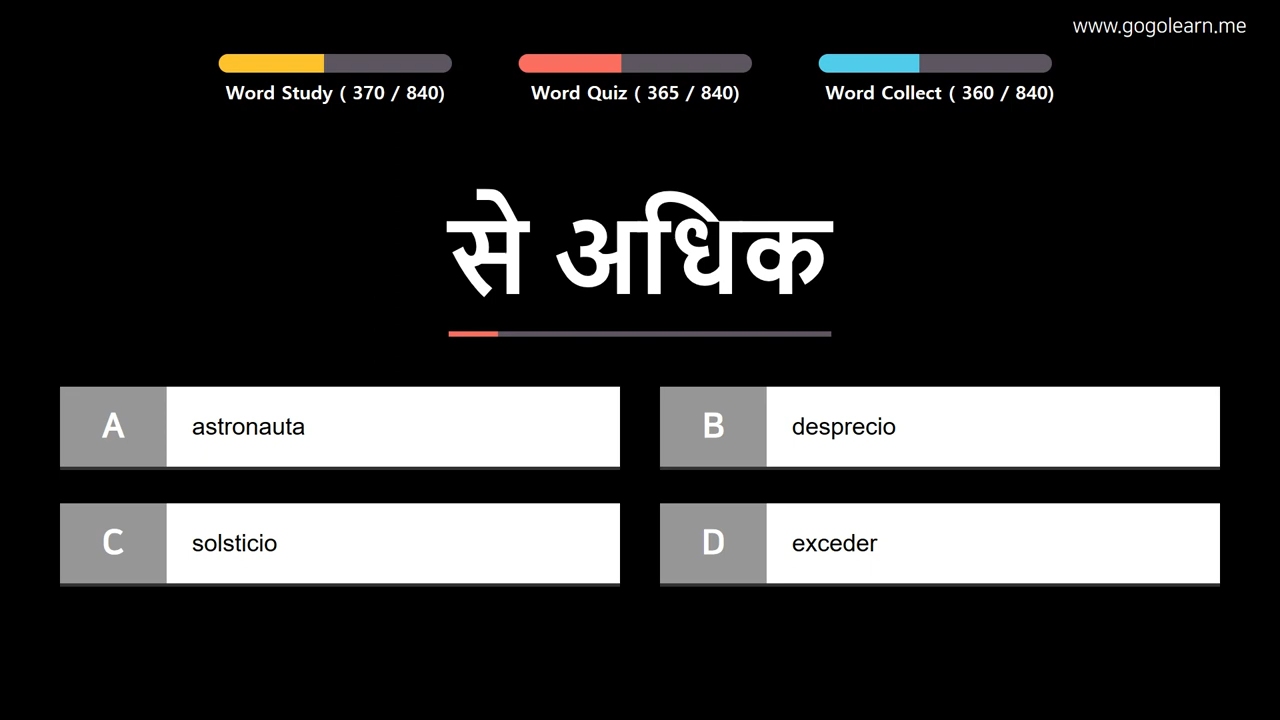 www.gogolearn.me
Word Study ( 370 / 840)
Word Quiz ( 365 / 840)
Word Collect ( 360 / 840)
से अधिक
A astronauta
B desprecio
C solsticio
D exceder